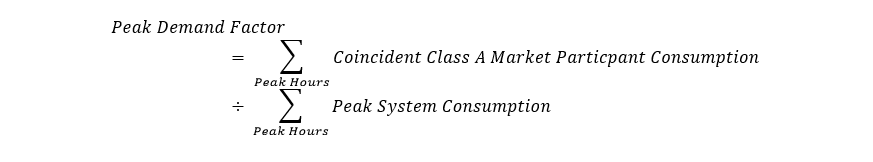 Peak Demand Factor
= ∑ Coincident Class A Market Particpant Consumption
Peak Hours
÷ ∑ Peak System Consumption
Peak Hours